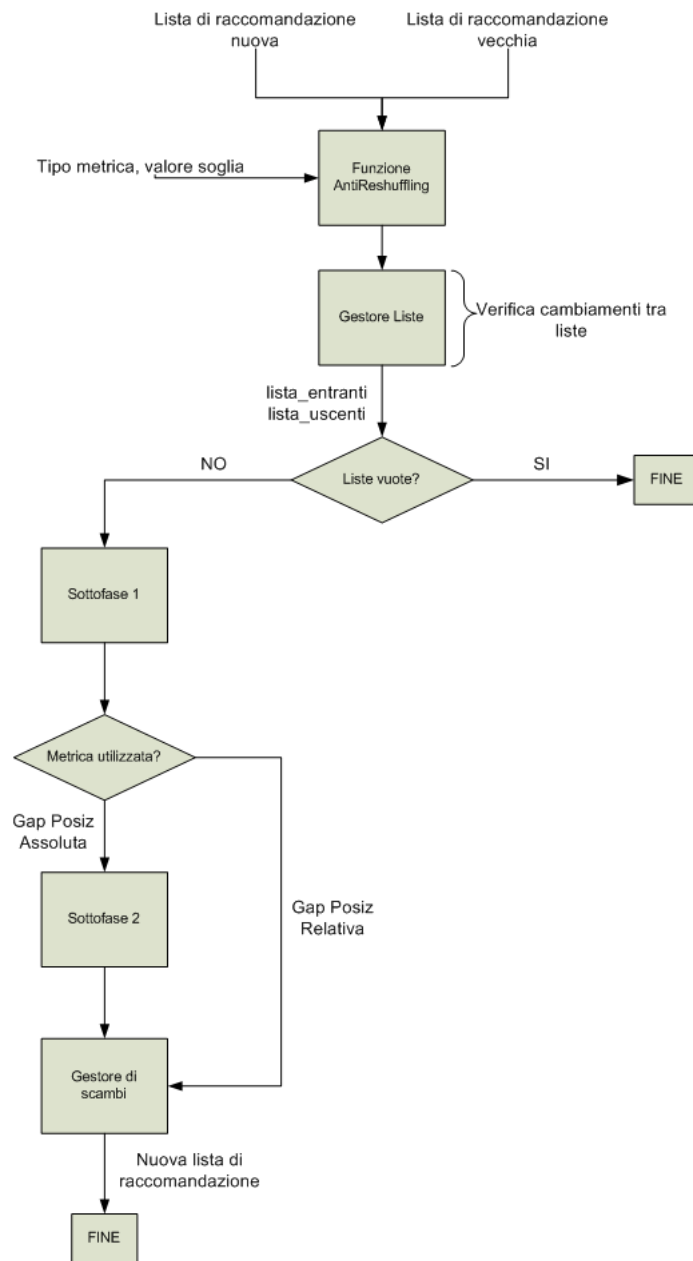 Lista di raccomandazione
nuova
Lista di raccomandazione
vecchia
Tipo metrica, valore soglia
Funzione
AntiReshuffling
Gestore Liste
Verifica cambiamenti tra
liste
lista_entranti
lista_uscenti
NO
Liste vuote?
SI
FINE
Sottofase 1
Metrica utilizzata?
Gap Posiz
Assoluta
Sottofase 2
Gap Posiz
Relativa
Gestore di
scambi
Nuova lista di
raccomandazione
FINE